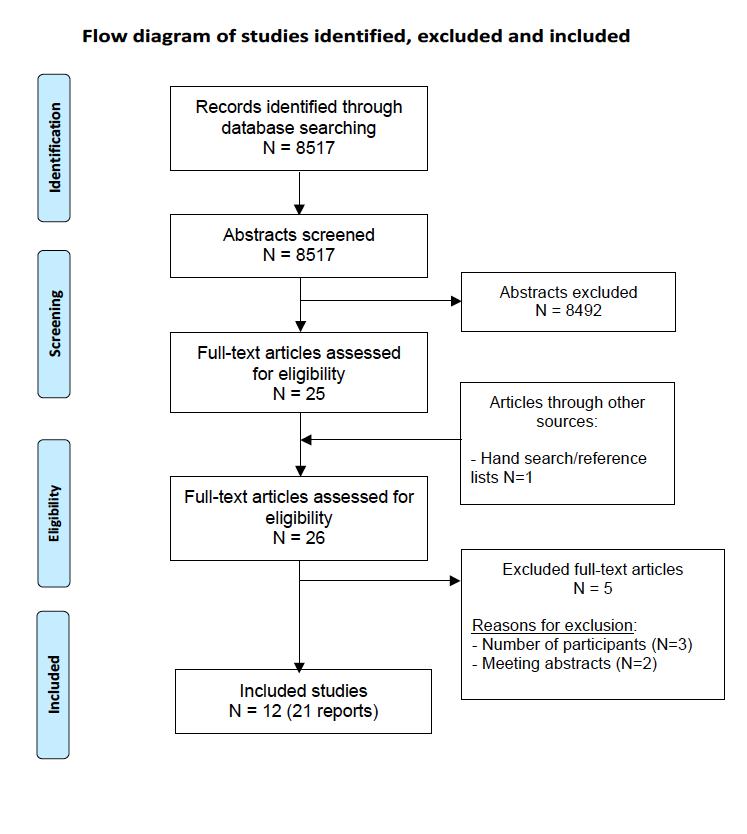 Flow diagram of studies identified, excluded and included
Identification
Records identified through
database searching
N = 8517
Abstracts screened
N = 8517
Screening
Abstracts excluded
N = 8492
Full-text articles assessed
for eligibility
N = 25
Articles through other
sources:
- Hand search/reference
lists N=1
Eligibility
Full-text articles assessed for
eligibility
N = 26
Excluded full-text articles
N = 5
Reasons for exclusion:
- Number of participants (N=3)
- Meeting abstracts (N=2)
Included
Included studies
N = 12 (21 reports)